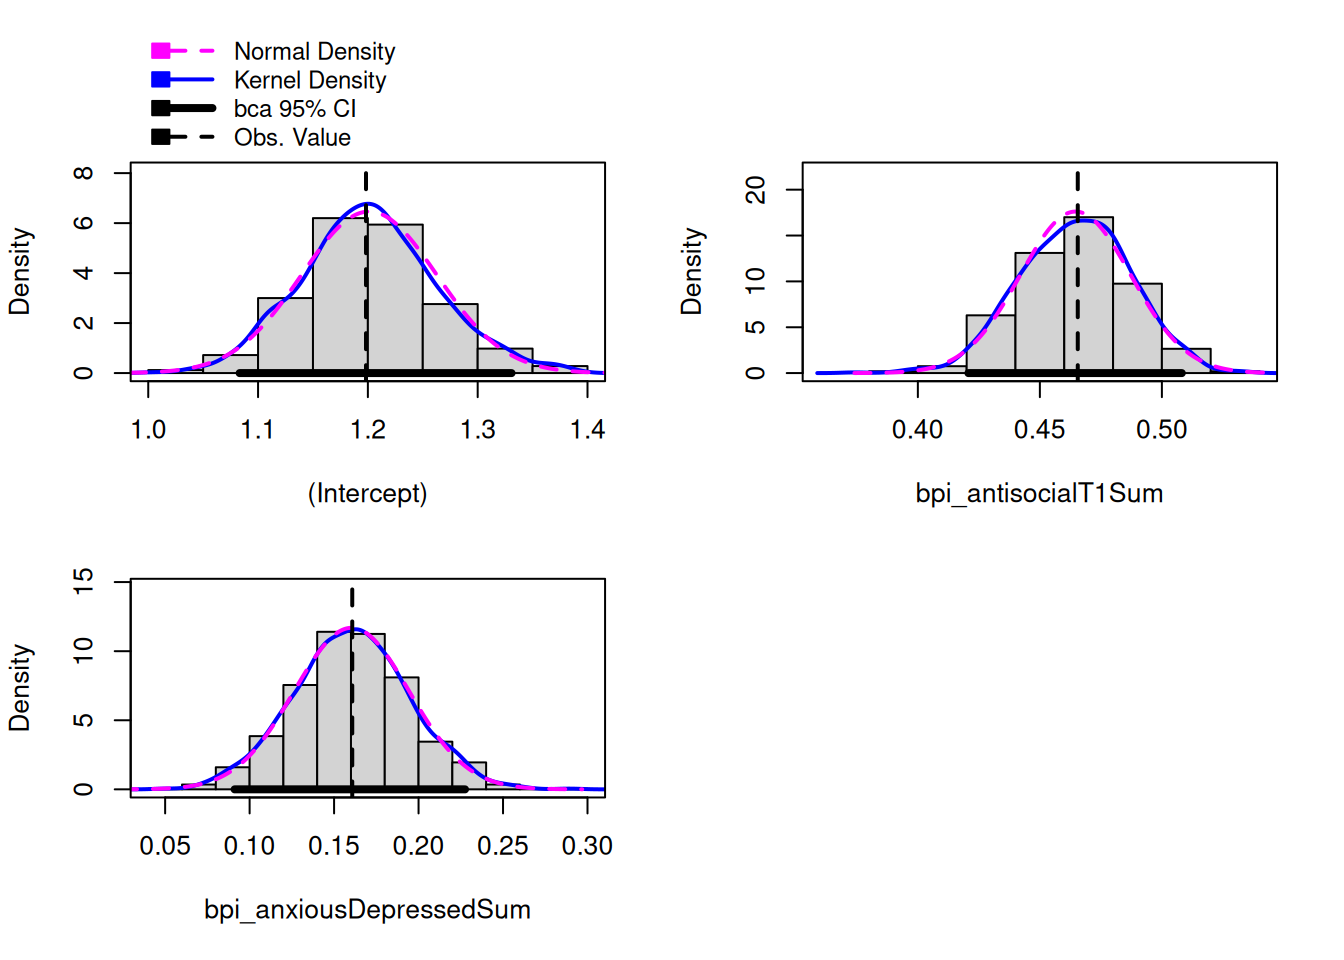 Normal Density
Kernel Density
bca 95% CI
Obs. Value
Density
0 2 4 6 8
1.0 1.1 1.2 1.3 1.4
(Intercept)
Density
0 5 10 20
0.40 0.45 0.50
bpi_antisocialT1Sum
Density
0 5 10 15
0.05 0.10 0.15 0.20 0.25 0.30
bpi_anxiousDepressedSum